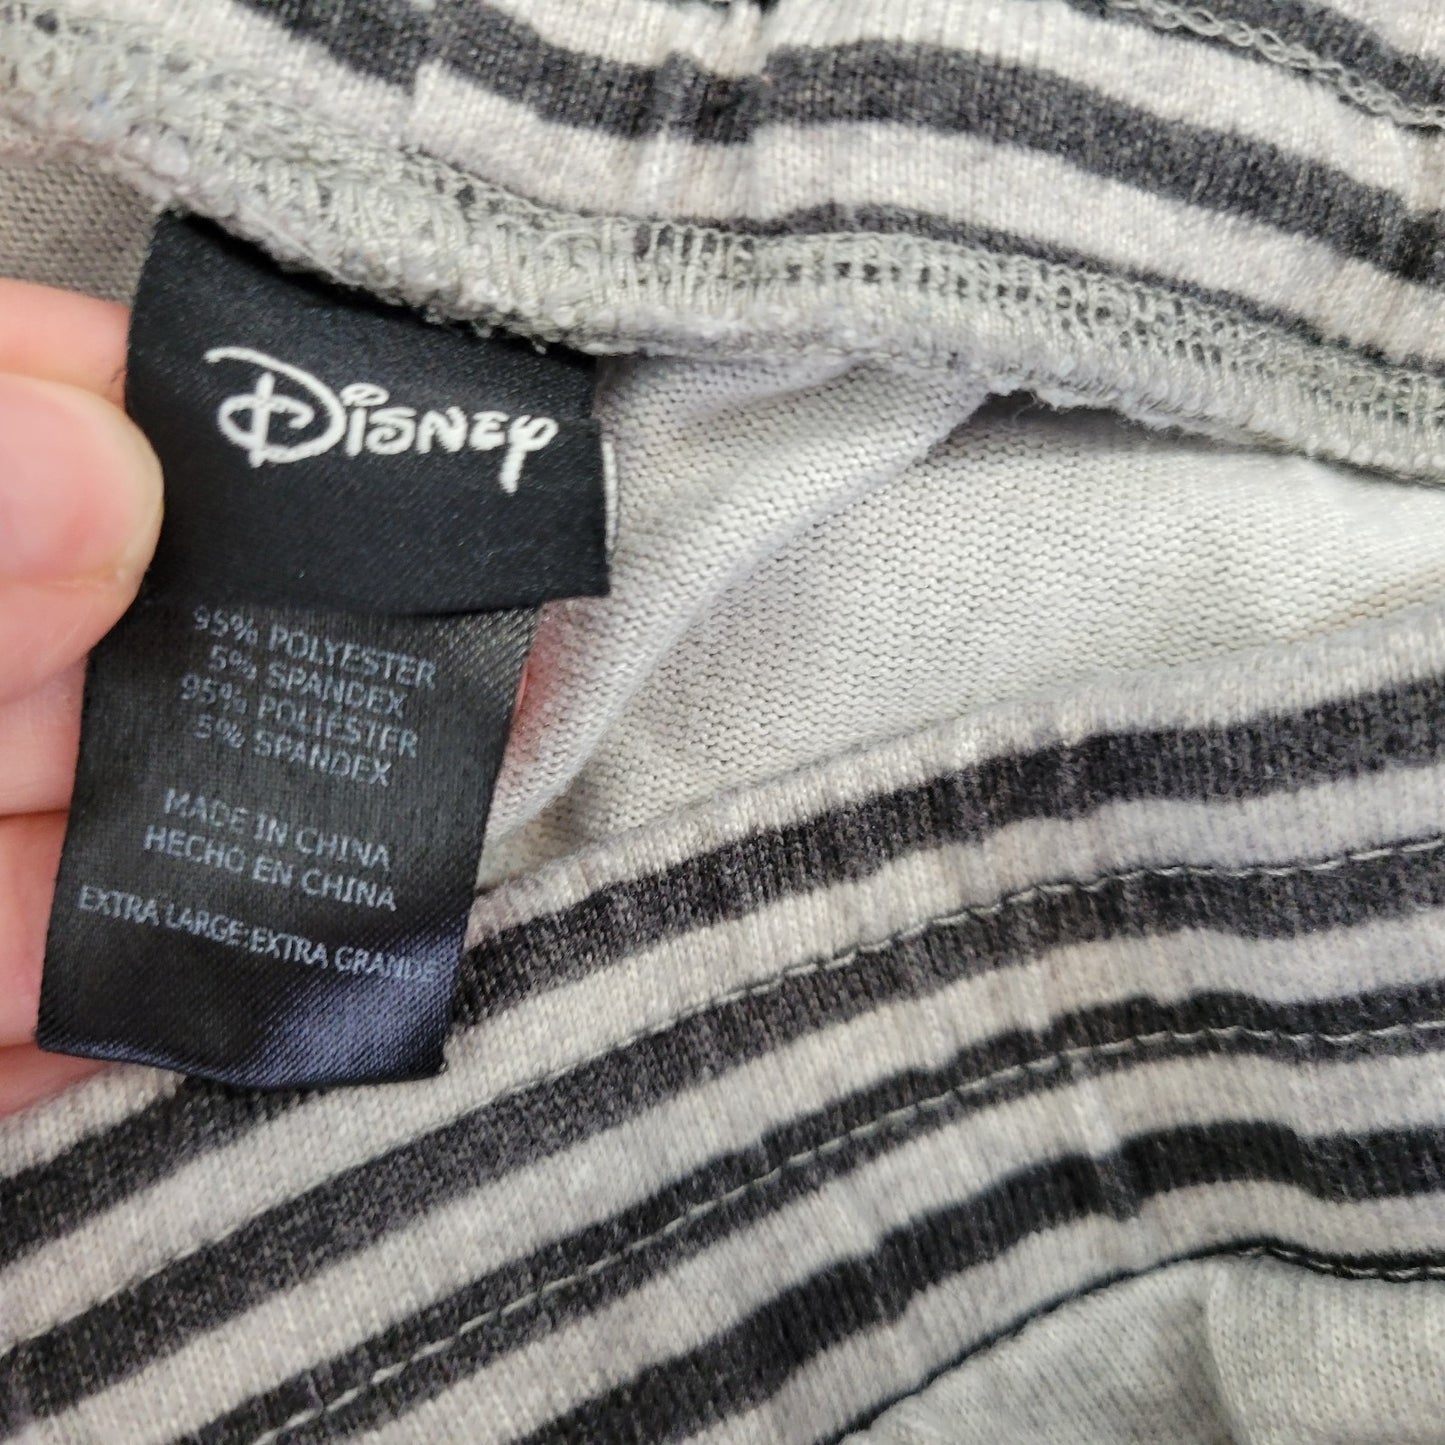 Disney
95% POLYESTER
5% SPANDEX
95% POLIESTER
5% SPANDEX
MADE IN CHINA
HECHO EN CHINA
EXTRA LARGE:EXTRA GRANDE